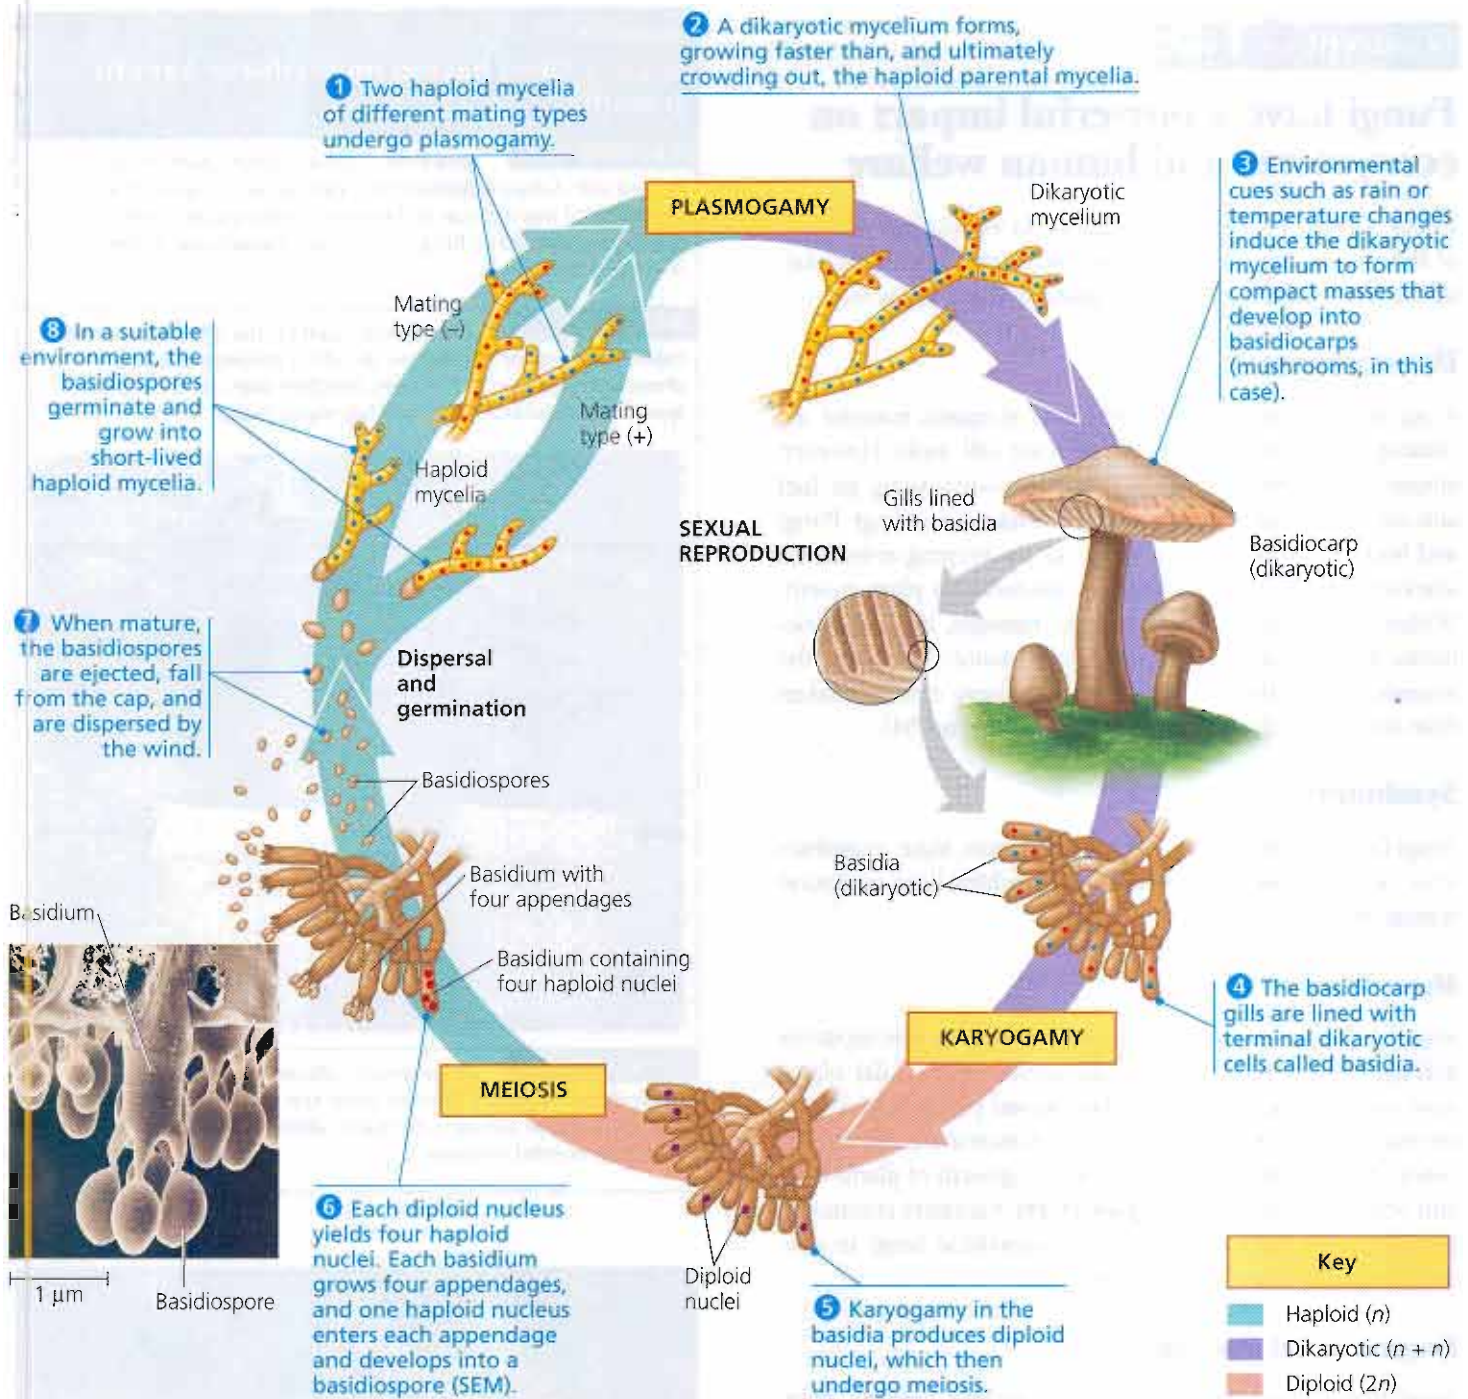 1 Two haploid mycelia
of different mating types
undergo plasmogamy.
2 A dikaryotic mycelium forms,
growing faster than, and ultimately
crowding out, the haploid parental mycelia.
3 Environmental
cues such as rain or
temperature changes
induce the dikaryotic
mycelium to form
compact masses that
develop into
basidiocarps
(mushrooms, in this
case).
PLASMOGAMY
Dikaryotic
mycelium
Mating
type (–)
Mating
type (+)
8 In a suitable
environment, the
basidiospores
germinate and
grow into
short-lived
haploid mycelia.
Haploid
mycelia
Gills lined
with basidia
SEXUAL
REPRODUCTION
Basidiocarp
(dikaryotic)
7 When mature,
the basidiospores
are ejected, fall
from the cap, and
are dispersed by
the wind.
Dispersal
and
germination
Basidiospores
Basidia
(dikaryotic)
Basidium with
four appendages
Basidium
Basidium containing
four haploid nuclei
4 The basidiocarp
gills are lined with
terminal dikaryotic
cells called basidia.
KARYOGAMY
MEIOSIS
6 Each diploid nucleus
yields four haploid
nuclei. Each basidium
grows four appendages,
and one haploid nucleus
enters each appendage
and develops into a
basidiospore (SEM).
1 μm
Basidiospore
Diploid
nuclei
5 Karyogamy in the
basidia produces diploid
nuclei, which then
undergo meiosis.
Key
Haploid (n)
Dikaryotic (n + n)
Diploid (2n)